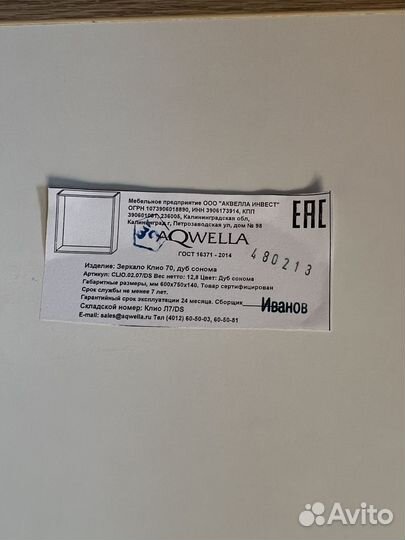 Мебельное предприятие ООО "АКВЕЛЛА ИНВЕСТ"
ОГРН 1073906018890, ИНН 3906173914, КПП
390601001, 236005, Калининградская обл,
Калининград г, Петрозаводская ул, дом № 98
EAC
AQWELLA
480213
ГОСТ 16371 - 2014
Изделие: Зеркало Клио 70, дуб сонома
Артикул: CLIO.02.07/DS Вес нетто: 12,8 Цвет: Дуб сонома
Габаритные размеры, мм 600x750x140. Товар сертифицирован
Срок службы не менее 7 лет.
Гарантийный срок эксплуатации 24 месяца. Сборщик Иванов
Складской номер: Клио Л7/DS
E-mail: sales@aqwella.ru Тел (4012) 60-50-03, 60-50-81
Avito